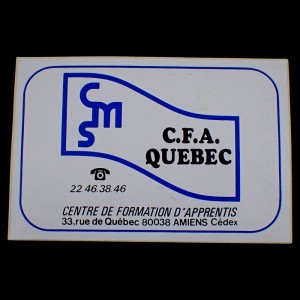 CMS
C.F.A.
QUEBEC
22 46.38.46
CENTRE DE FORMATION D'APPRENTIS
33, rue de Québec 80038 AMIENS Cédex